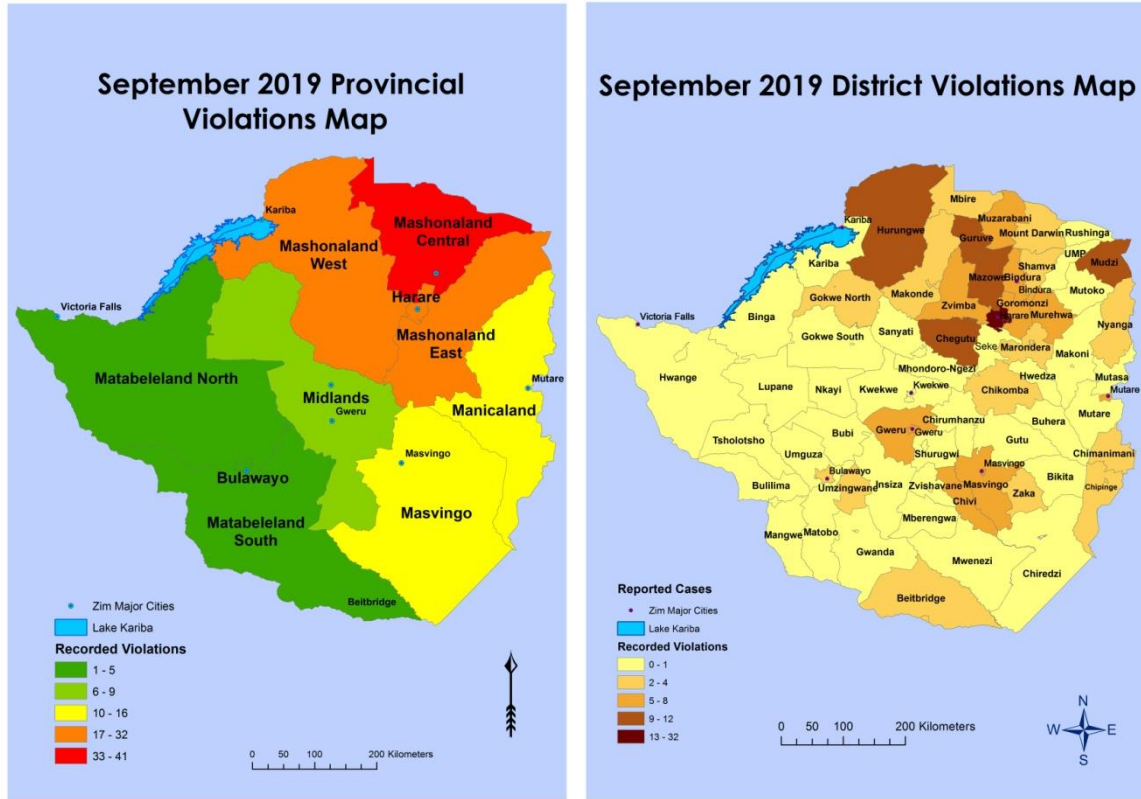 September 2019 Provincial
Violations Map
Kariba
Mashonaland
Central
Mashonaland
West
Harare
Victoria Falls
Mashonaland
East
Matabeleland North
Mutare
Midlands
Manicaland
Gweru
Masvingo
Bulawayo
Masvingo
Matabeleland
South
Beitbridge
Zim Major Cities
Lake Kariba
Recorded Violations
1 - 5
6 - 9
10 - 16
17 - 32
33 - 41
0 50 100 200 Kilometers
September 2019 District Violations Map
Mbire
Kariba
Muzarabani
Hurungwe
Mount Darwin
Rushinga
Guruve
UMP
Kariba
Mudzi
Shamva
Mazowe
Bigdura
Bindura
Mutoko
Makonde
Gokwe North
Zvimba
Goromonzi
Harare
Murehwa
Binga
Victoria Falls
Nyanga
Sanyati
Gokwe South
Chegutu
Seke
Marondera
Makoni
Mhondoro-Ngezi
Hwange
Hwedza
Mutasa
Lupane
Nkayi
Kwekwe
Kwekwe
Chikomba
Mutare
Mutare
Chirumhanzu
Buhera
Gweru
Gweru
Bubi
Tsholotsho
Gutu
Umguza
Shurugwi
Chimanimani
Masvingo
Bulawayo
Bulilima
Umzingwane
Insiza
Zvishavane
Masvingo
Bikita
Zaka
Chipinge
Chivi
Mberengwa
Mangwe
Matobo
Gwanda
Mwenezi
Chiredzi
Beitbridge
Reported Cases
Zim Major Cities
Lake Kariba
Recorded Violations
0 - 1
2 - 4
5 - 8
9 - 12
13 - 32
0 50 100 200 Kilometers
N
W E
S